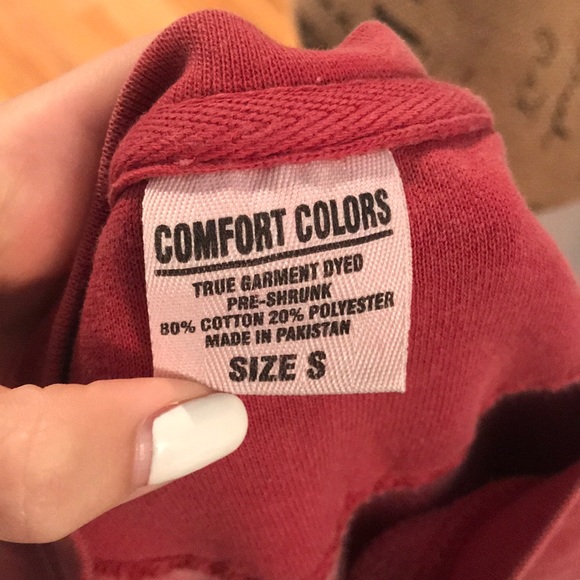 COMFORT COLORS
TRUE GARMENT DYED
PRE-SHRUNK
80% COTTON 20% POLYESTER
MADE IN PAKISTAN
SIZE S